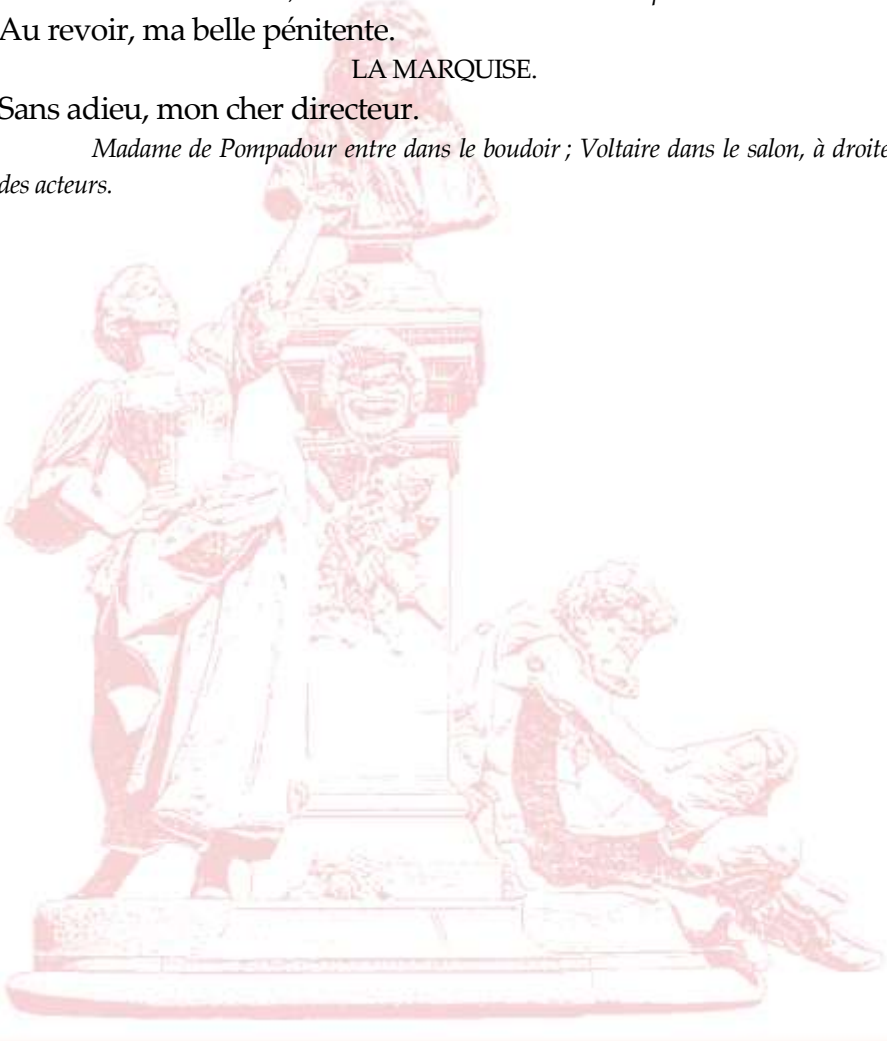 Au revoir, ma belle pénitente.
LA MARQUISE.
Sans adieu, mon cher directeur.
Madame de Pompadour entre dans le boudoir ; Voltaire dans le salon, à droite
des acteurs.